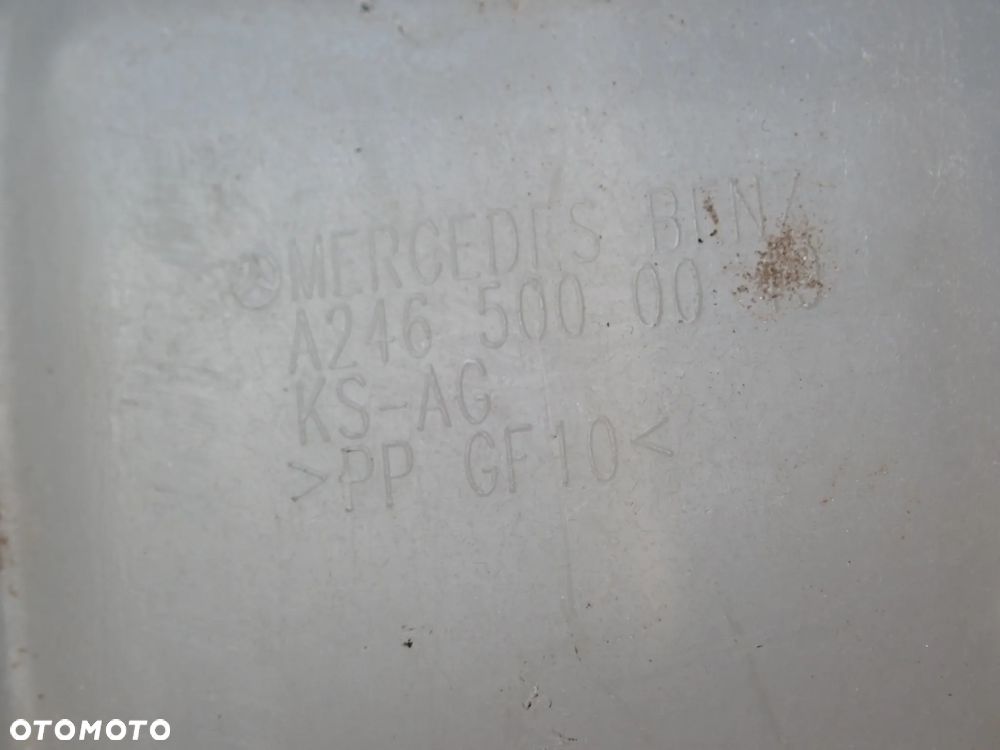 MERCEDES BENZ
A246 500 00
KS-AG
>PP GF10<
OTOMOTO